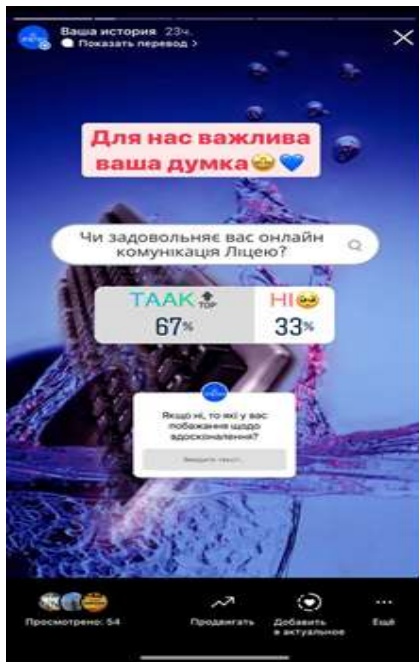 Ваша история 23ч.
Показать перевод >
Для нас важлива
ваша думка🤩💙
Чи задовольняє вас онлайн
комунікація Ліцею?
ТААК🔝 НІ🥹
67% 33%
Якщо ні, то які у вас
побажання щодо
вдосконалення?
Введите текст...
Просмотрено: 54
Продвигать
Добавить
в актуальное
Ещё